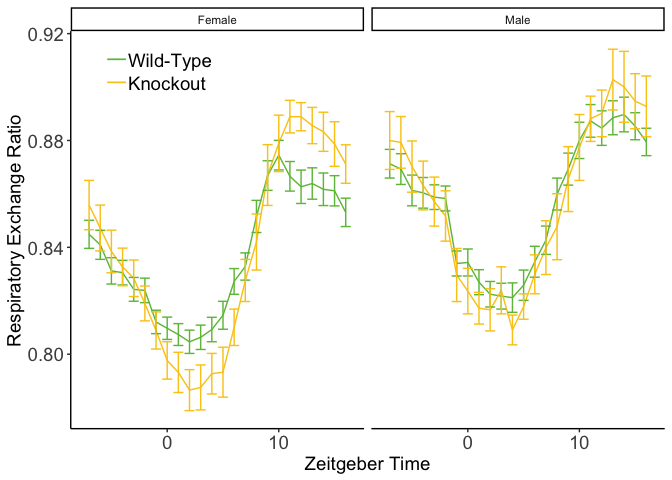 Female
Male
Wild-Type
Knockout
0.92
0.88
0.84
0.80
Respiratory Exchange Ratio
0
10
0
10
Zeitgeber Time